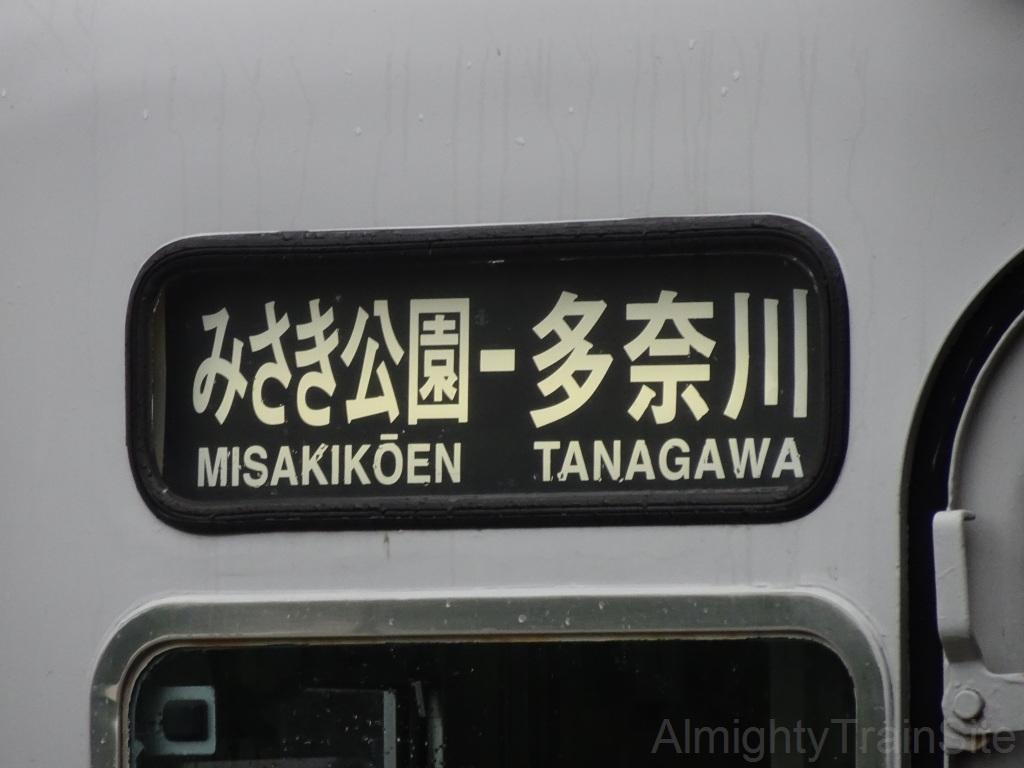 みさき公園-多奈川
MISAKIKŌEN TANAGAWA
AlmightyTrainSite